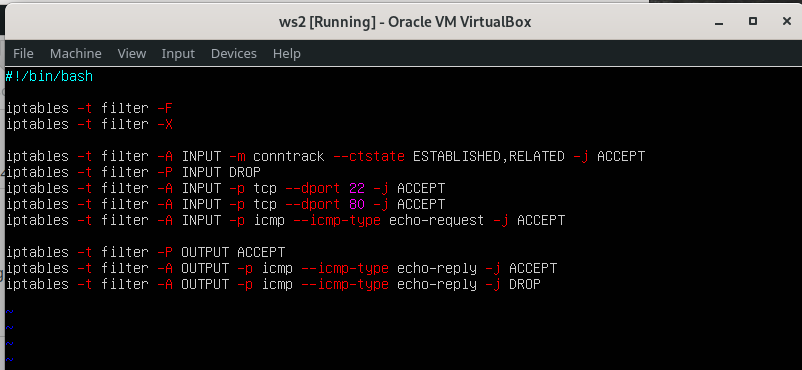 ws2 [Running] - Oracle VM VirtualBox
File Machine View Input Devices Help
#!/bin/bash
iptables -t filter -F
iptables -t filter -X
iptables -t filter -A INPUT -m conntrack --ctstate ESTABLISHED,RELATED -j ACCEPT
iptables -t filter -P INPUT DROP
iptables -t filter -A INPUT -p tcp --dport 22 -j ACCEPT
iptables -t filter -A INPUT -p tcp --dport 80 -j ACCEPT
iptables -t filter -A INPUT -p icmp --icmp-type echo-request -j ACCEPT
iptables -t filter -P OUTPUT ACCEPT
iptables -t filter -A OUTPUT -p icmp --icmp-type echo-reply -j ACCEPT
iptables -t filter -A OUTPUT -p icmp --icmp-type echo-reply -j DROP
~
~
~
~